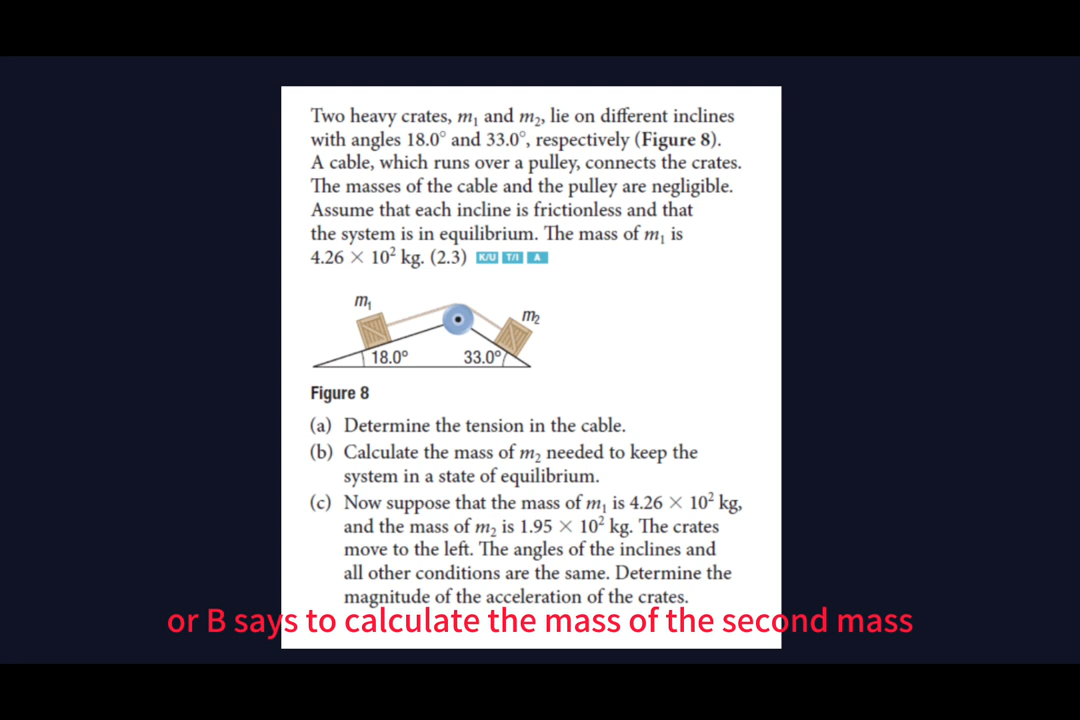 Two heavy crates, m₁ and m₂, lie on different inclines
with angles 18.0° and 33.0°, respectively (Figure 8).
A cable, which runs over a pulley, connects the crates.
The masses of the cable and the pulley are negligible.
Assume that each incline is frictionless and that
the system is in equilibrium. The mass of m₁ is
4.26 × 10² kg. (2.3) K/U T/I A
m₁
m₂
18.0°
33.0°
Figure 8
(a) Determine the tension in the cable.
(b) Calculate the mass of m₂ needed to keep the
system in a state of equilibrium.
(c) Now suppose that the mass of m₁ is 4.26 × 10² kg,
and the mass of m₂ is 1.95 × 10² kg. The crates
move to the left. The angles of the inclines and
all other conditions are the same. Determine the
magnitude of the acceleration of the crates.
or B says to calculate the mass of the second mass